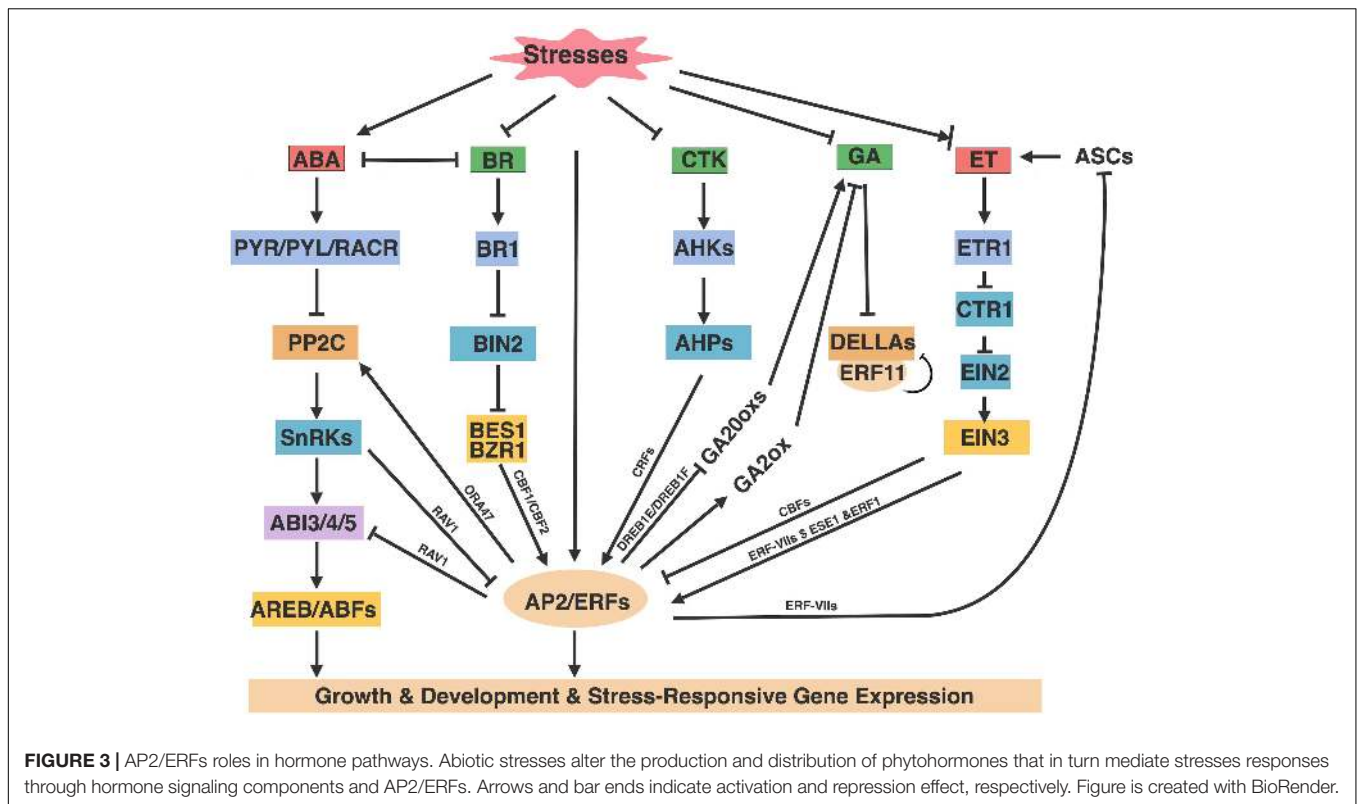 Stresses
ABA
BR
CTK
GA
ET
ASCs
PYR/PYL/RACR
BR1
AHKs
ETR1
CTR1
PP2C
BIN2
AHPs
DELLAs
ERF11
EIN2
SnRKs
BES1
BZR1
EIN3
GA20oxs
GA2ox
CRFs
ORA47
CBF1/CBF2
DREB1E/DREB1F
CBFs
ERF-VIIs $ ESE1 &ERF1
RAV1
ABI3/4/5
RAV1
AREB/ABFs
AP2/ERFs
ERF-VIIs
Growth & Development & Stress-Responsive Gene Expression
FIGURE 3 | AP2/ERFs roles in hormone pathways. Abiotic stresses alter the production and distribution of phytohormones that in turn mediate stresses responses
through hormone signaling components and AP2/ERFs. Arrows and bar ends indicate activation and repression effect, respectively. Figure is created with BioRender.